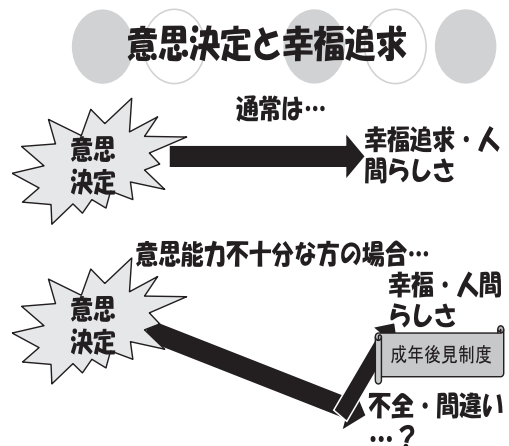 意思決定と幸福追求
通常は…
意思
決定
幸福追求・人
間らしさ
意思能力不十分な方の場合…
意思
決定
幸福・人間
らしさ
成年後見制度
不全・間違い
…？